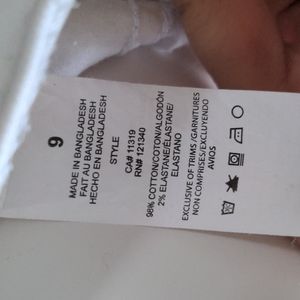 9
MADE IN BANGLADESH
FAIT AU BANGLADESH
HECHO EN BANGLADESH
STYLE
CA# 11319
RN# 121340
98% COTTON/COTON/ALGODÓN
2% ELASTANE/ÉLASTANE/
ELASTANO
EXCLUSIVE OF TRIMS /GARNITURES
NON COMPRISES/EXCLUYENDO
AVIOS